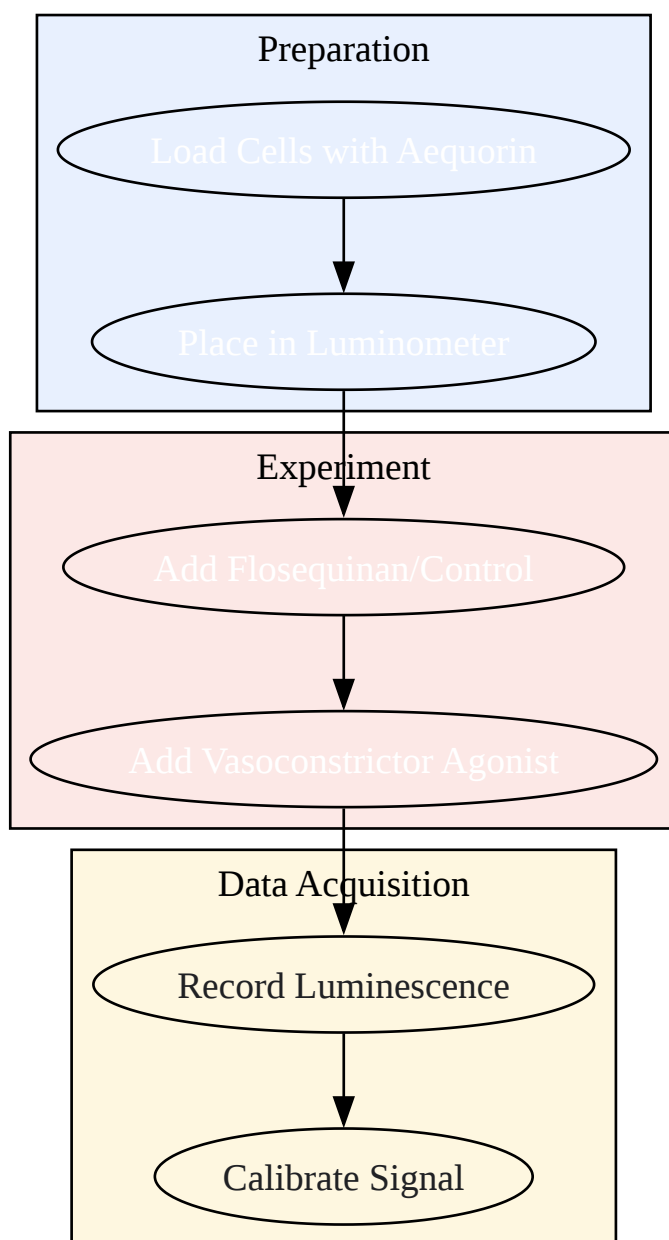 Preparation
Load Cells with Aequorin
Place in Luminometer
Experiment
Add Flosequinan/Control
Add Vasoconstrictor Agonist
Data Acquisition
Record Luminescence
Calibrate Signal